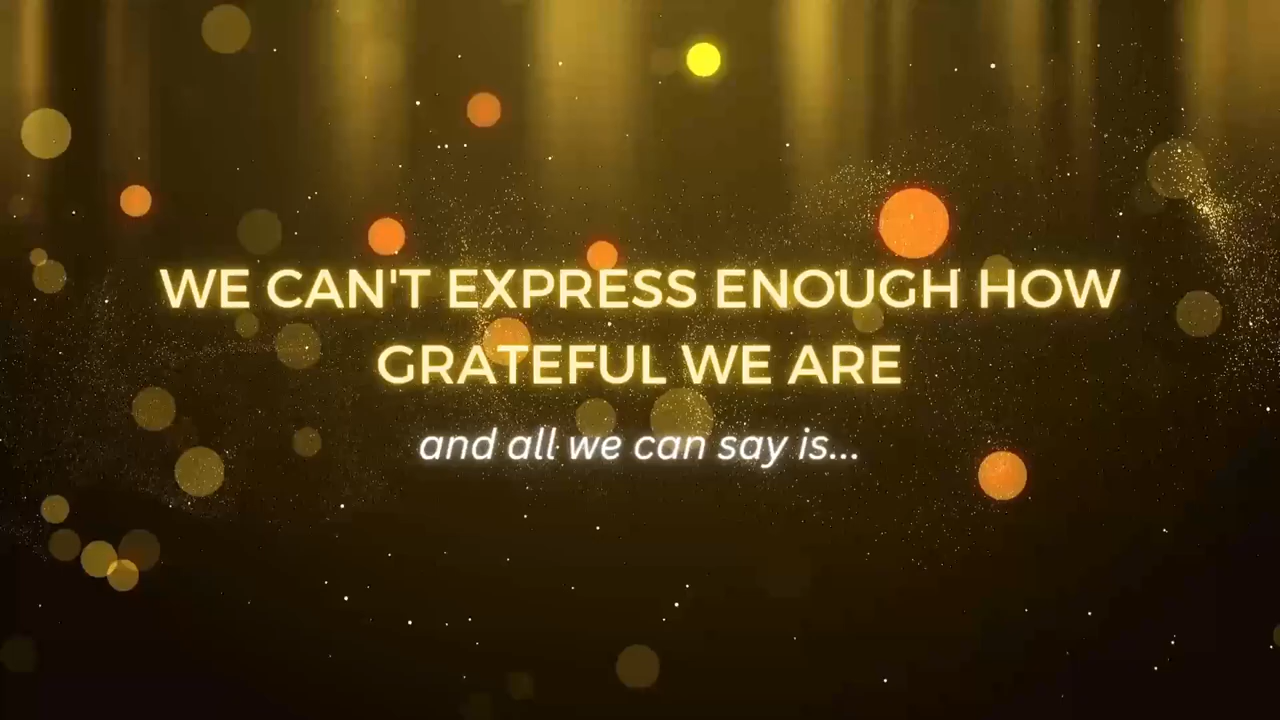 WE CAN'T EXPRESS ENOUGH HOW
GRATEFUL WE ARE
and all we can say is...